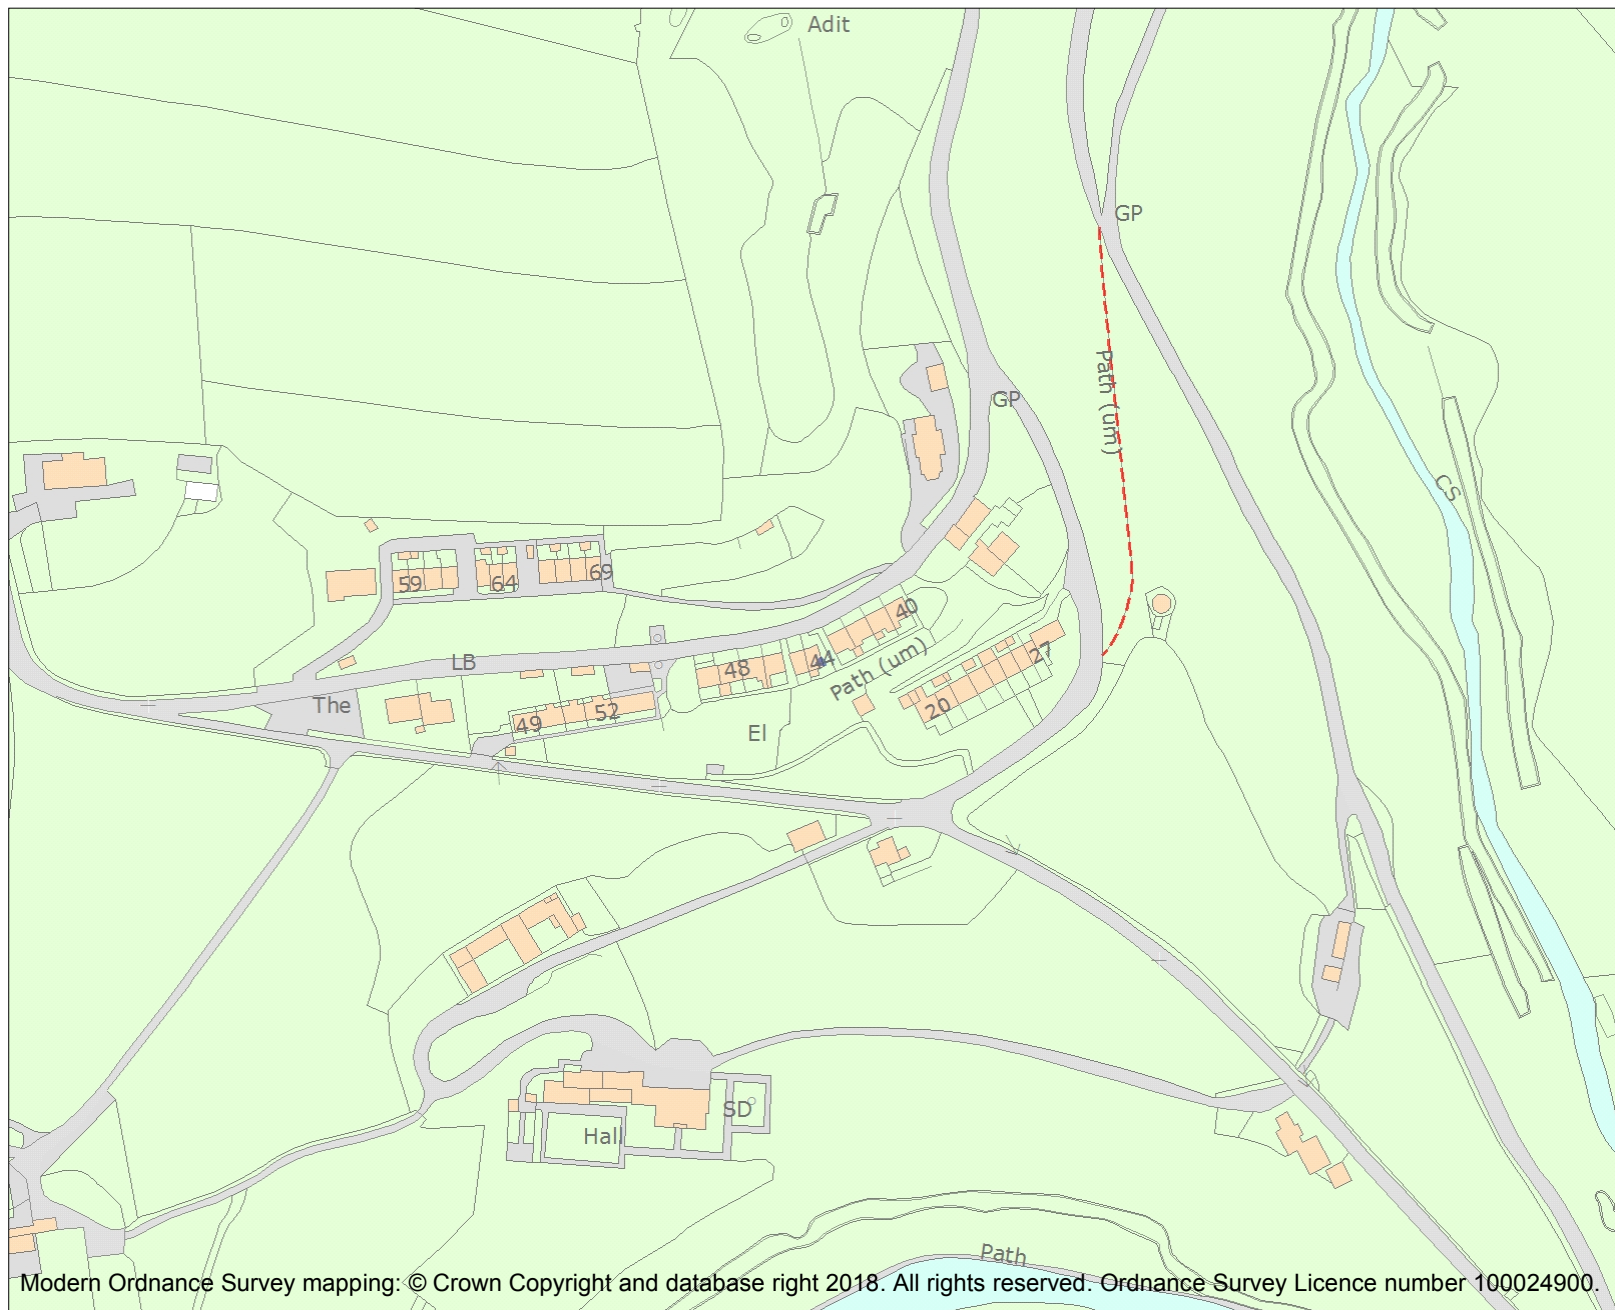 Adit
GP
Path (um)
GP
CS
59
64
69
40
LB
48
44
27
Path (um)
The
49
52
20
El
SD
Hall
Path
Modern Ordnance Survey mapping: © Crown Copyright and database right 2018. All rights reserved. Ordnance Survey Licence number 100024900.